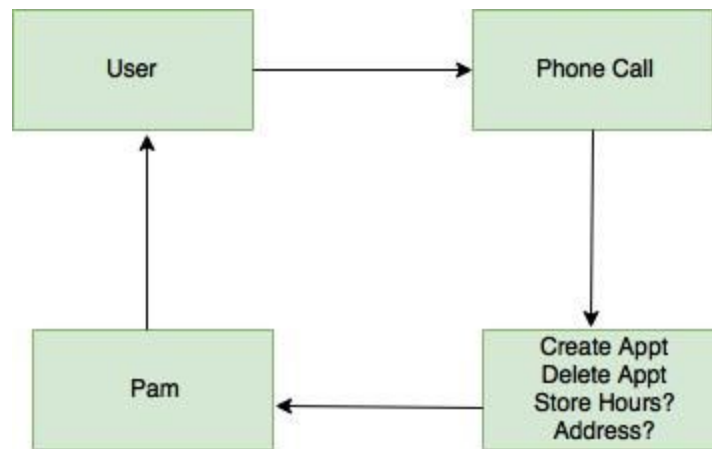 User
Phone Call
Create Appt
Delete Appt
Store Hours?
Address?
Pam